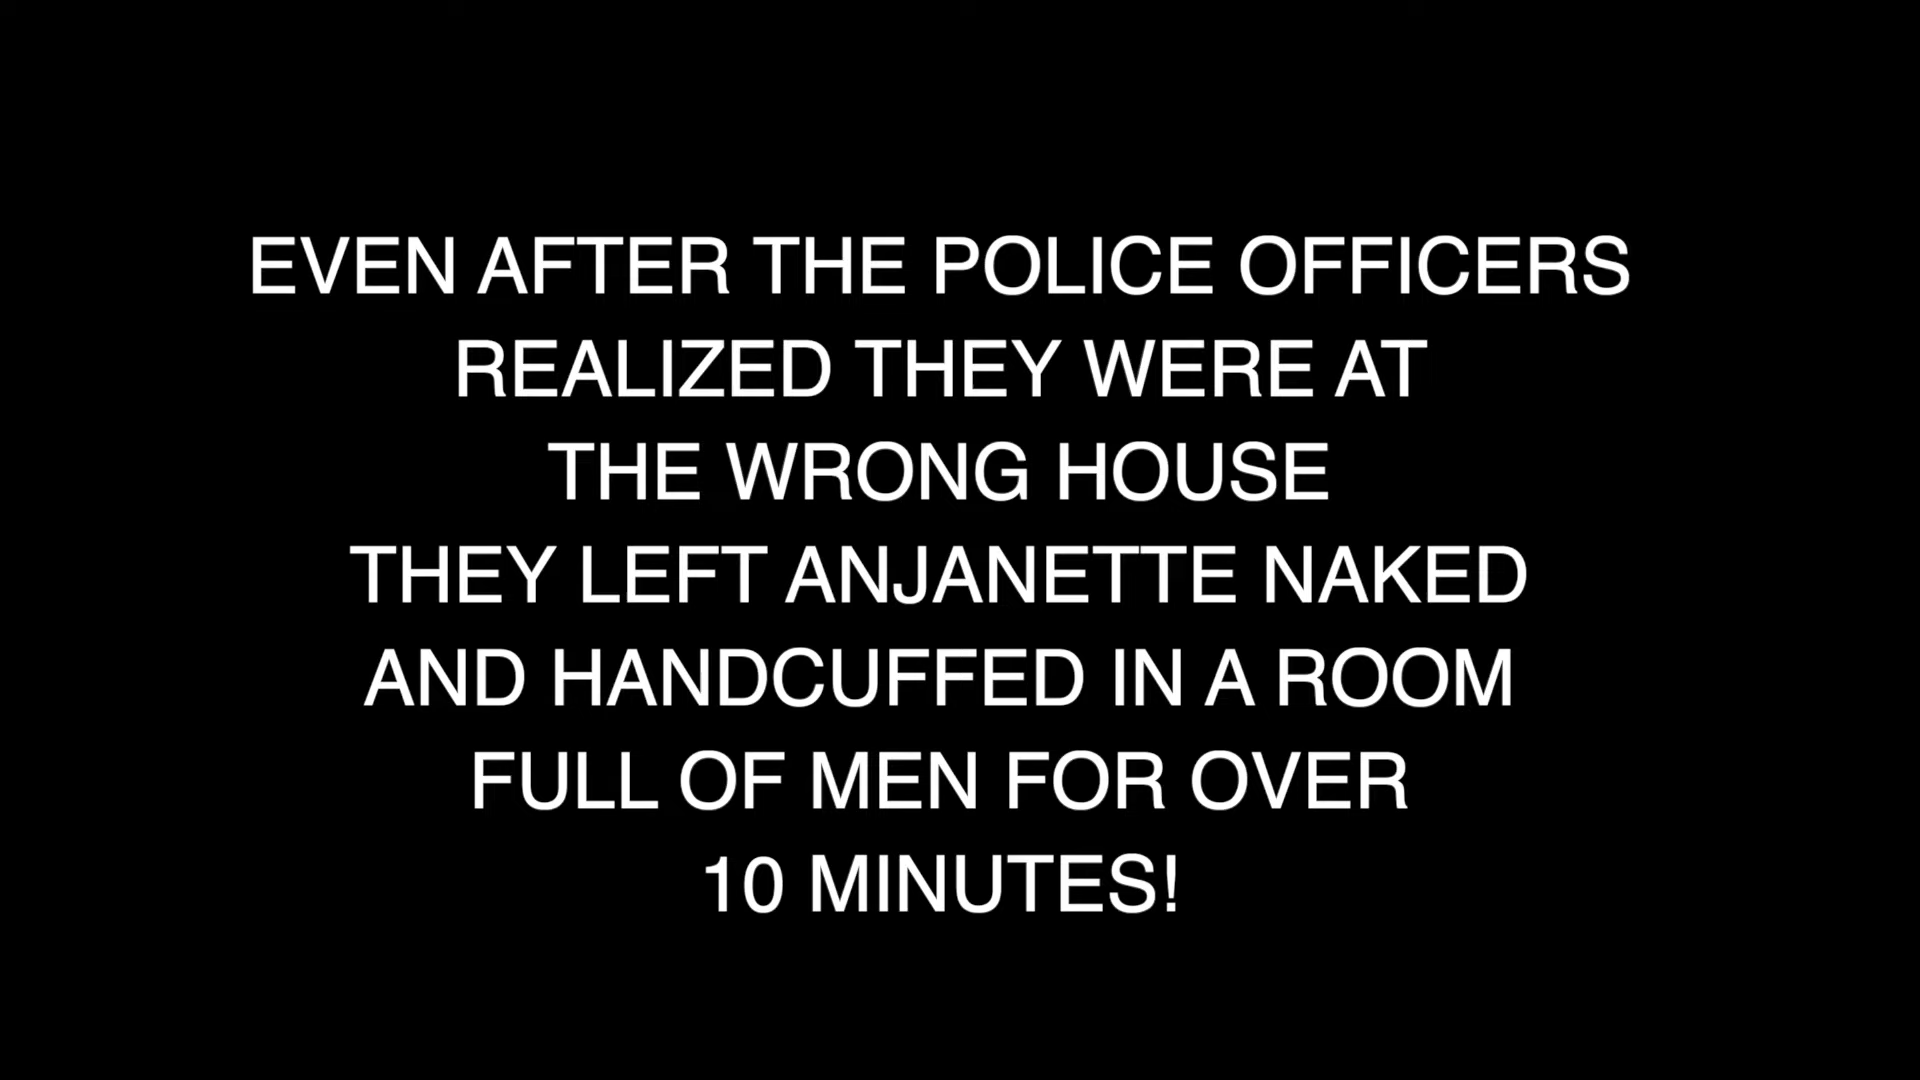 EVEN AFTER THE POLICE OFFICERS
REALIZED THEY WERE AT
THE WRONG HOUSE
THEY LEFT ANJANETTE NAKED
AND HANDCUFFED IN A ROOM
FULL OF MEN FOR OVER
10 MINUTES!